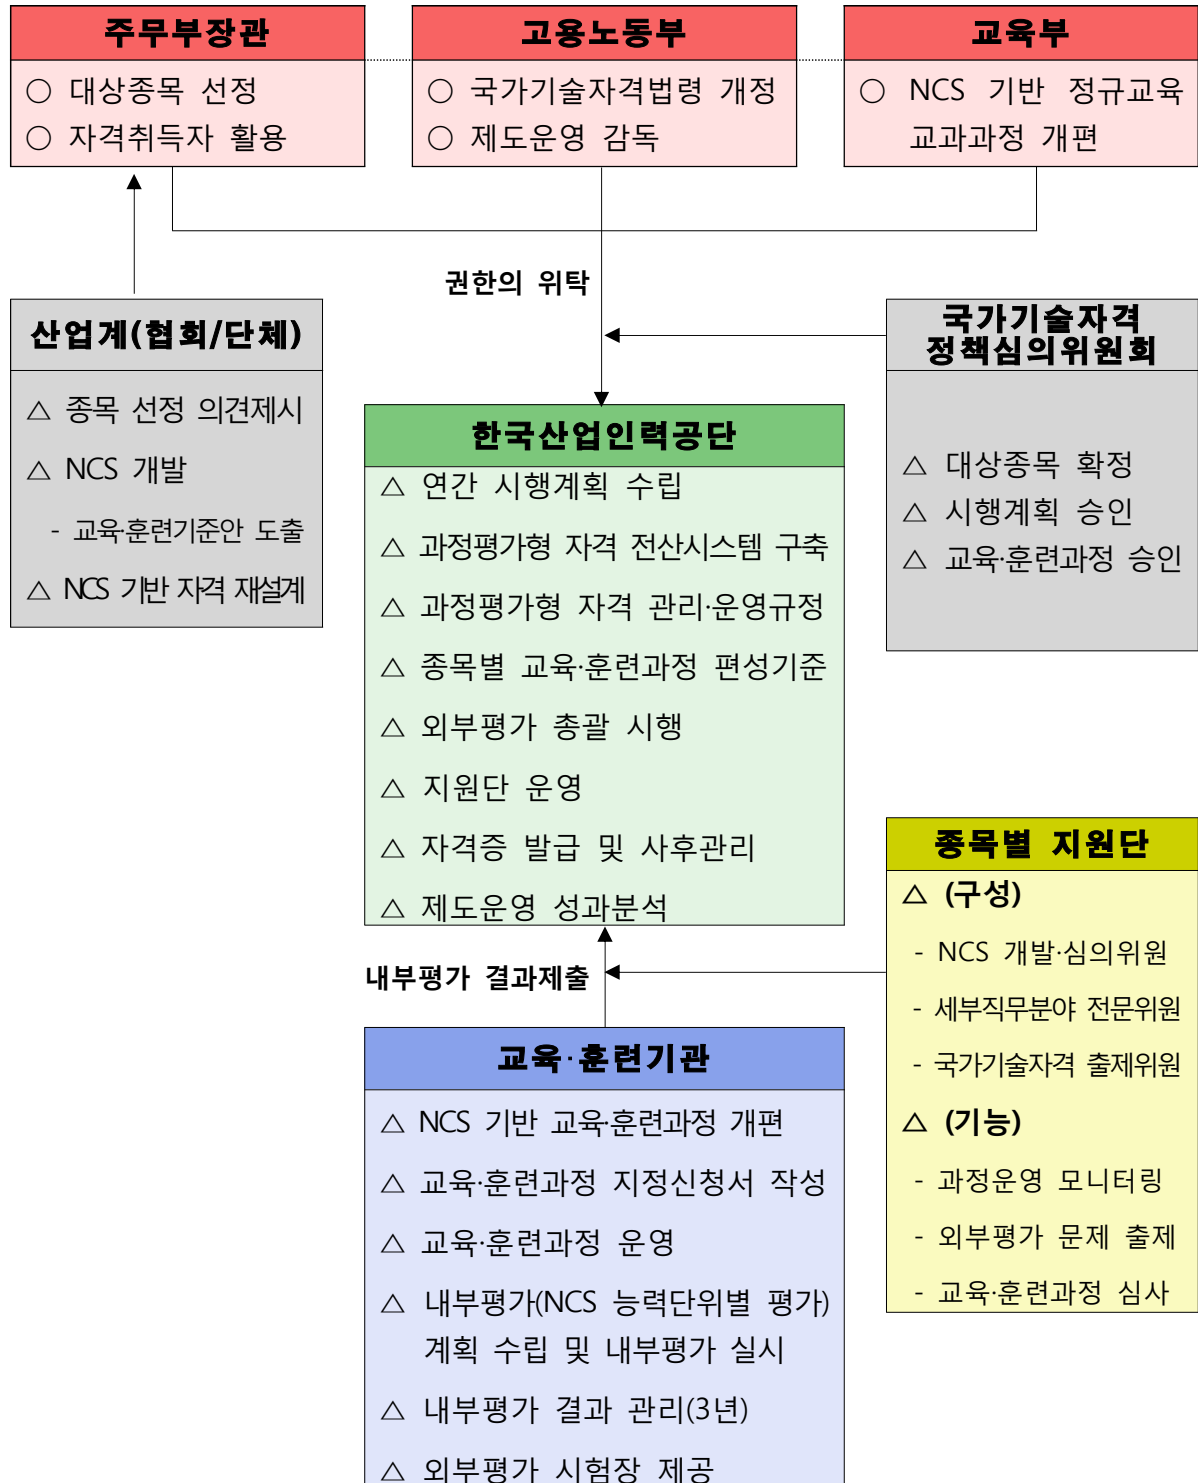 주무부장관
○ 대상종목 선정
○ 자격취득자 활용
고용노동부
○ 국가기술자격법령 개정
○ 제도운영 감독
교육부
○ NCS 기반 정규교육
교과과정 개편
권한의 위탁
산업계(협회/단체)
△ 종목 선정 의견제시
△ NCS 개발
- 교육·훈련기준안 도출
△ NCS 기반 자격 재설계
국가기술자격
정책심의위원회
△ 대상종목 확정
△ 시행계획 승인
△ 교육·훈련과정 승인
한국산업인력공단
△ 연간 시행계획 수립
△ 과정평가형 자격 전산시스템 구축
△ 과정평가형 자격 관리·운영규정
△ 종목별 교육·훈련과정 편성기준
△ 외부평가 총괄 시행
△ 지원단 운영
△ 자격증 발급 및 사후관리
△ 제도운영 성과분석
내부평가 결과제출
종목별 지원단
△ (구성)
- NCS 개발·심의위원
- 세부직무분야 전문위원
- 국가기술자격 출제위원
△ (기능)
- 과정운영 모니터링
- 외부평가 문제 출제
- 교육·훈련과정 심사
교육·훈련기관
△ NCS 기반 교육·훈련과정 개편
△ 교육·훈련과정 지정신청서 작성
△ 교육·훈련과정 운영
△ 내부평가(NCS 능력단위별 평가)
계획 수립 및 내부평가 실시
△ 내부평가 결과 관리(3년)
△ 외부평가 시험장 제공